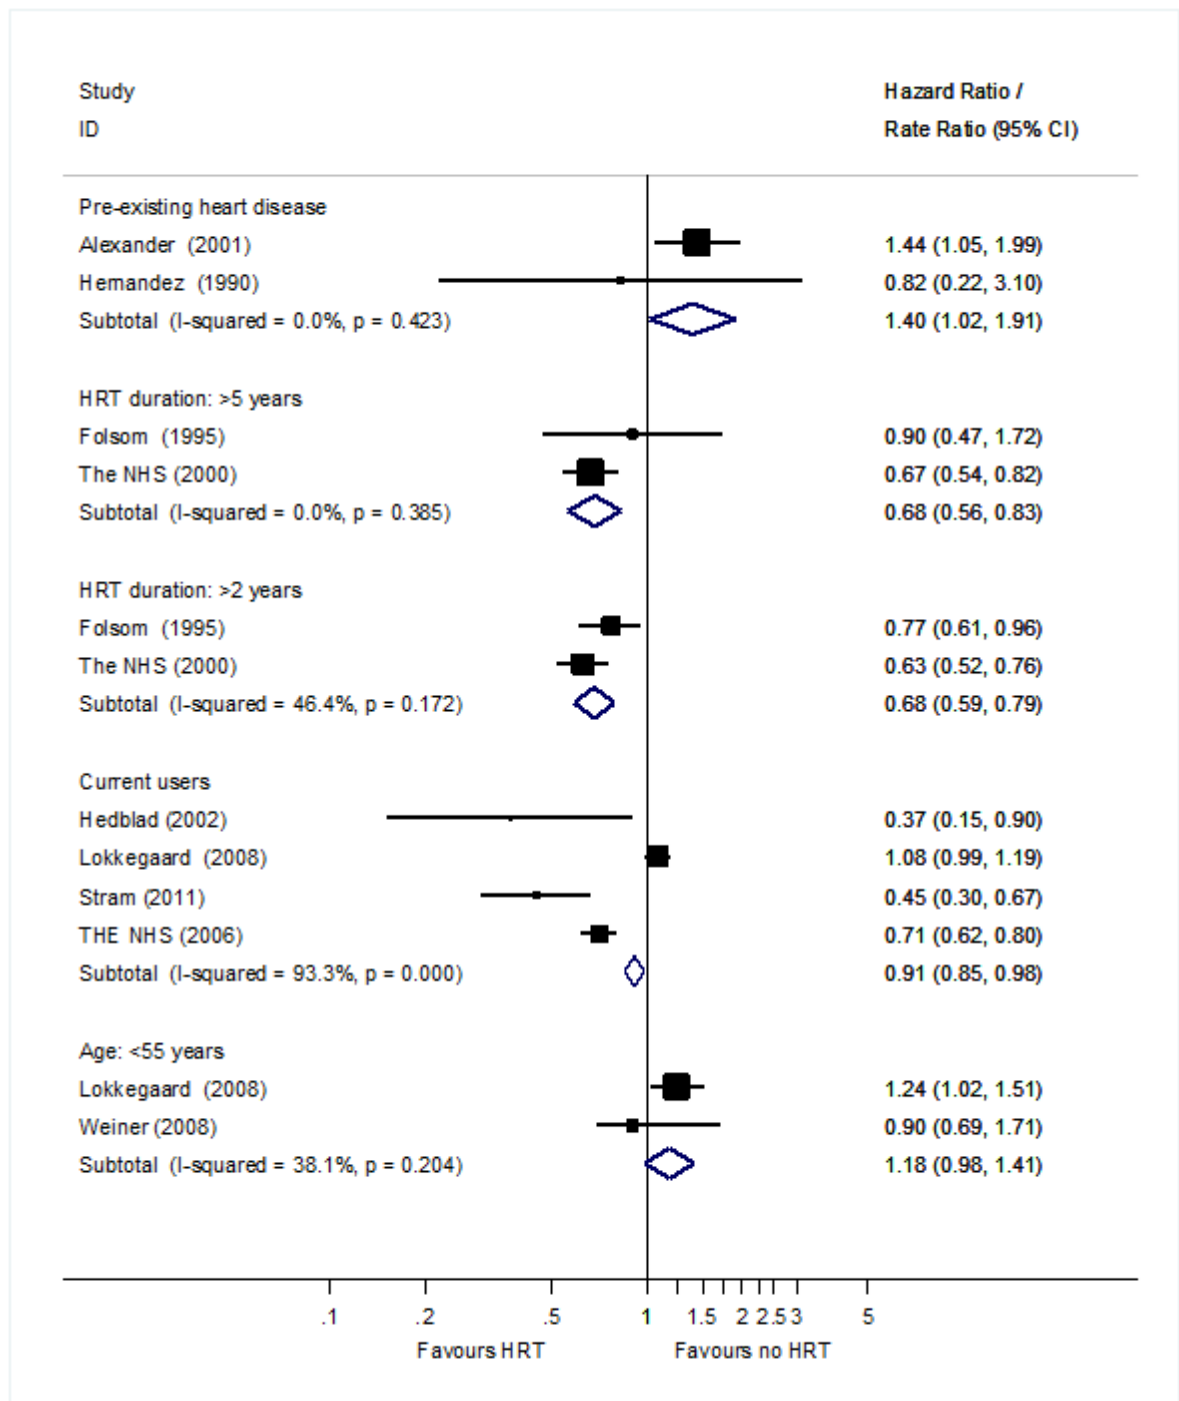 Study Hazard Ratio /
ID Rate Ratio (95% CI)
Pre-existing heart disease
Alexander (2001) 1.44 (1.05, 1.99)
Hernandez (1990) 0.82 (0.22, 3.10)
Subtotal (I-squared = 0.0%, p = 0.423) 1.40 (1.02, 1.91)
HRT duration: >5 years
Folsom (1995) 0.90 (0.47, 1.72)
The NHS (2000) 0.67 (0.54, 0.82)
Subtotal (I-squared = 0.0%, p = 0.385) 0.68 (0.56, 0.83)
HRT duration: >2 years
Folsom (1995) 0.77 (0.61, 0.96)
The NHS (2000) 0.63 (0.52, 0.76)
Subtotal (I-squared = 46.4%, p = 0.172) 0.68 (0.59, 0.79)
Current users
Hedblad (2002) 0.37 (0.15, 0.90)
Lokkegaard (2008) 1.08 (0.99, 1.19)
Stram (2011) 0.45 (0.30, 0.67)
THE NHS (2006) 0.71 (0.62, 0.80)
Subtotal (I-squared = 93.3%, p = 0.000) 0.91 (0.85, 0.98)
Age: <55 years
Lokkegaard (2008) 1.24 (1.02, 1.51)
Weiner (2008) 0.90 (0.69, 1.71)
Subtotal (I-squared = 38.1%, p = 0.204) 1.18 (0.98, 1.41)
.1 .2 .5 1 1.5 2 2.5 3 5
Favours HRT Favours no HRT